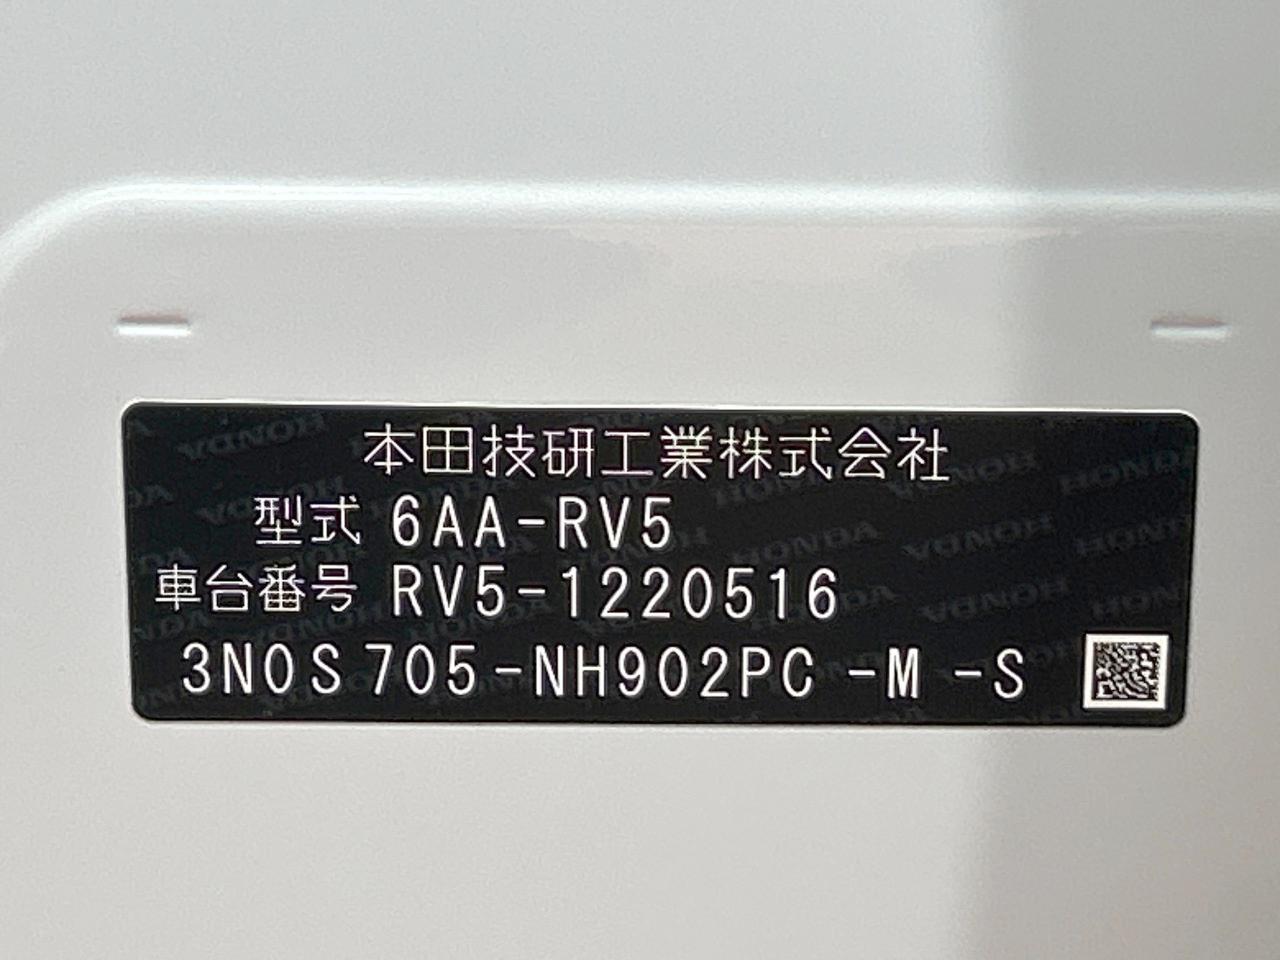 本田技研工業株式会社
型式 6AA-RV5
車台番号 RV5-1220516
3N0S705-NH902PC -M -S